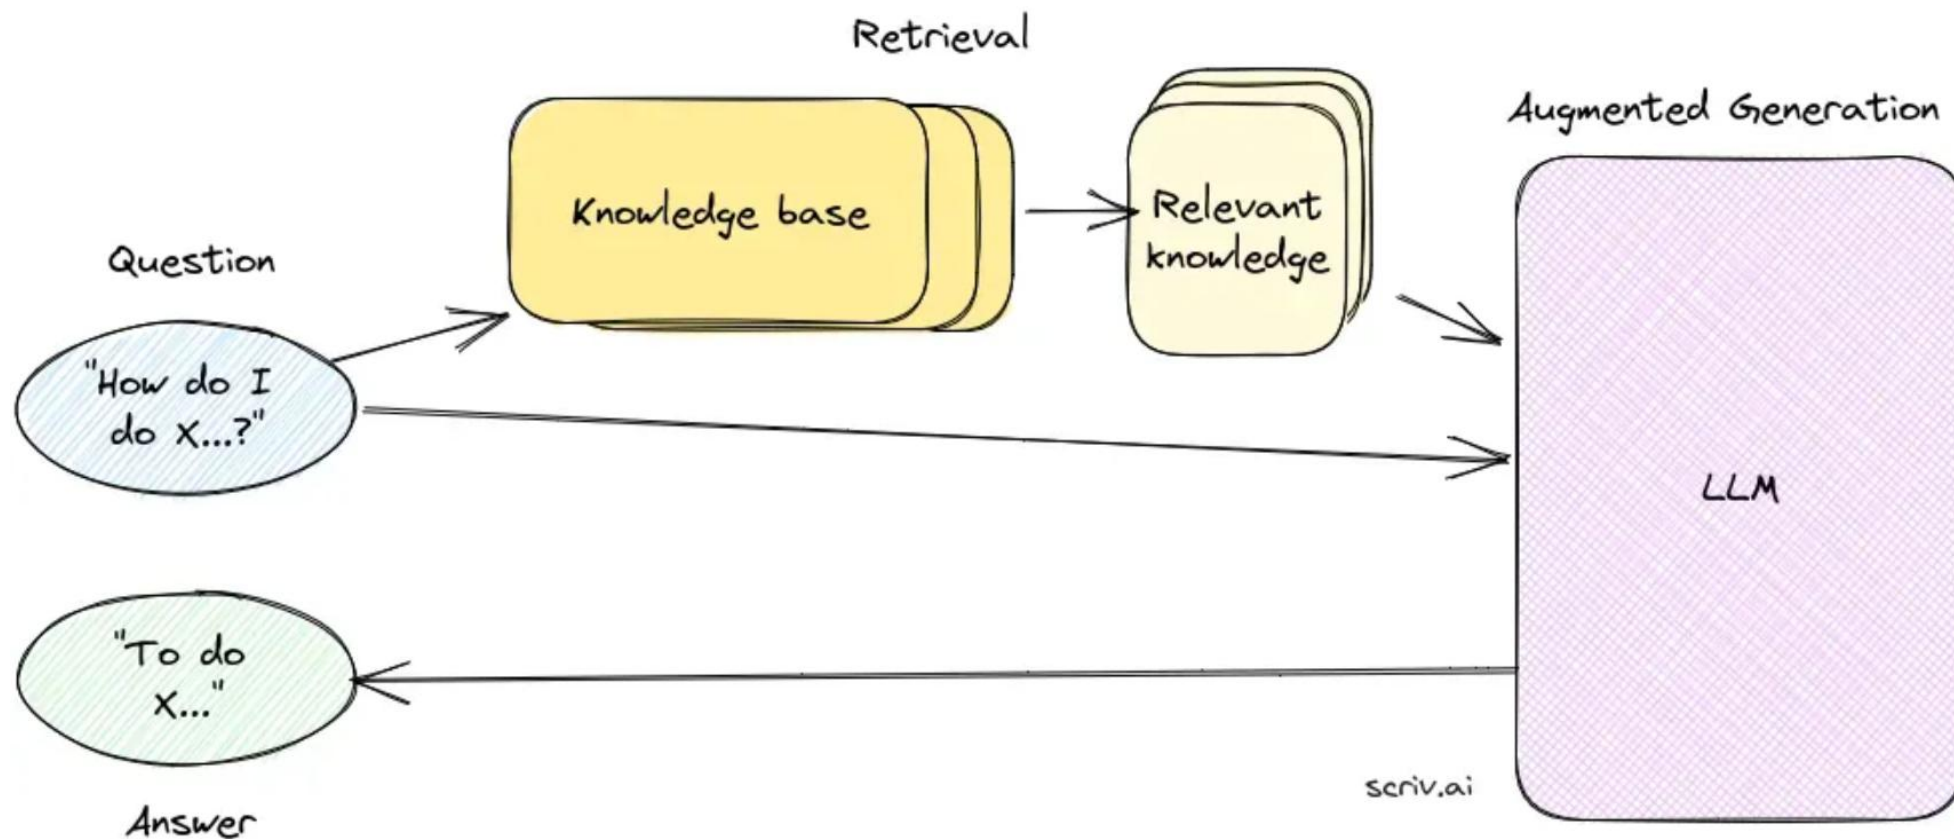 Retrieval
Augmented Generation
Knowledge base
Relevant
knowledge
Question
"How do I
do X...?"
LLM
"To do
X..."
scriv.ai
Answer